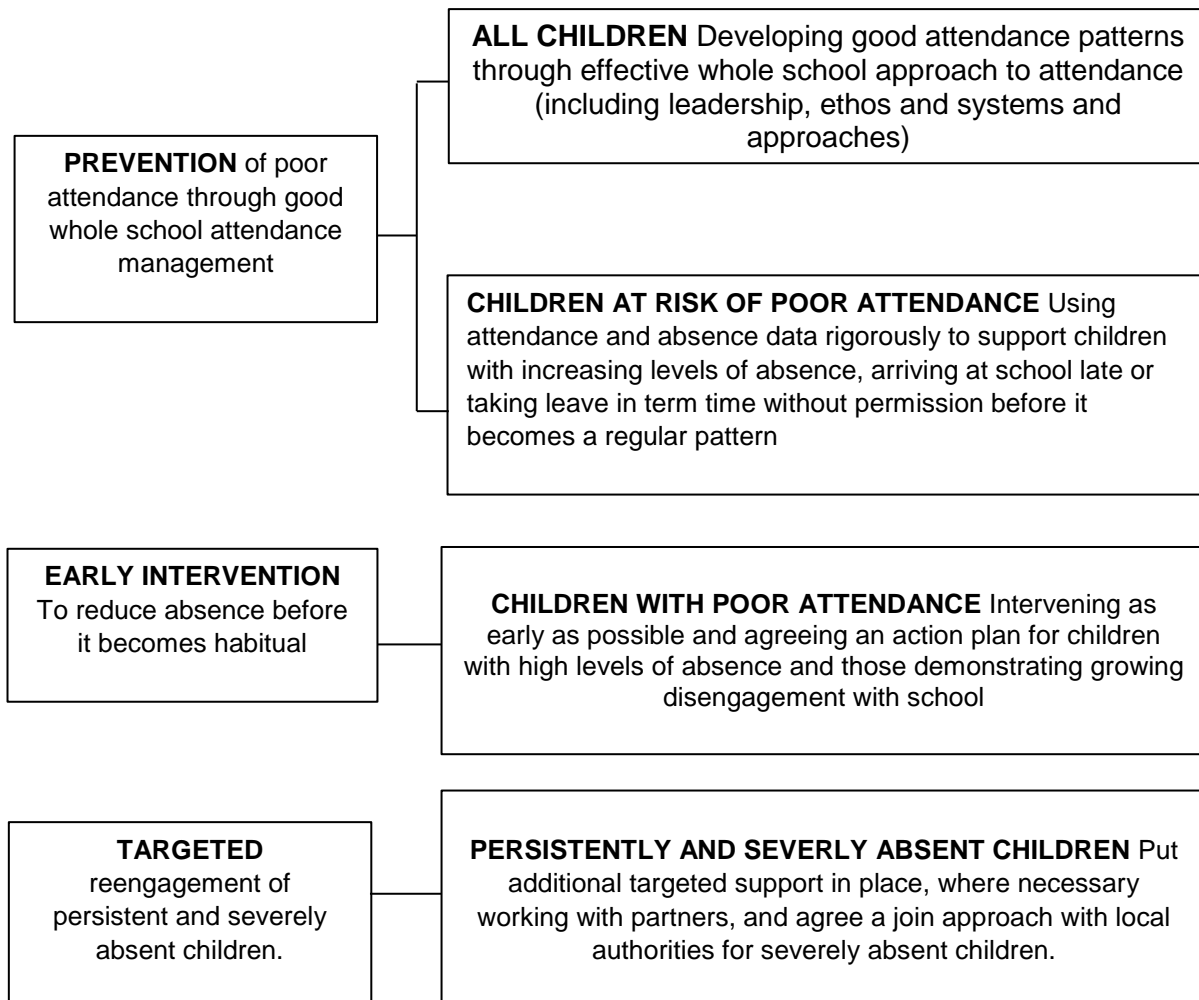 ALL CHILDREN Developing good attendance patterns
through effective whole school approach to attendance
(including leadership, ethos and systems and
approaches)
PREVENTION of poor
attendance through good
whole school attendance
management
CHILDREN AT RISK OF POOR ATTENDANCE Using
attendance and absence data rigorously to support children
with increasing levels of absence, arriving at school late or
taking leave in term time without permission before it
becomes a regular pattern
EARLY INTERVENTION
To reduce absence before
it becomes habitual
CHILDREN WITH POOR ATTENDANCE Intervening as
early as possible and agreeing an action plan for children
with high levels of absence and those demonstrating growing
disengagement with school
TARGETED
reengagement of
persistent and severely
absent children.
PERSISTENTLY AND SEVERLY ABSENT CHILDREN Put
additional targeted support in place, where necessary
working with partners, and agree a join approach with local
authorities for severely absent children.